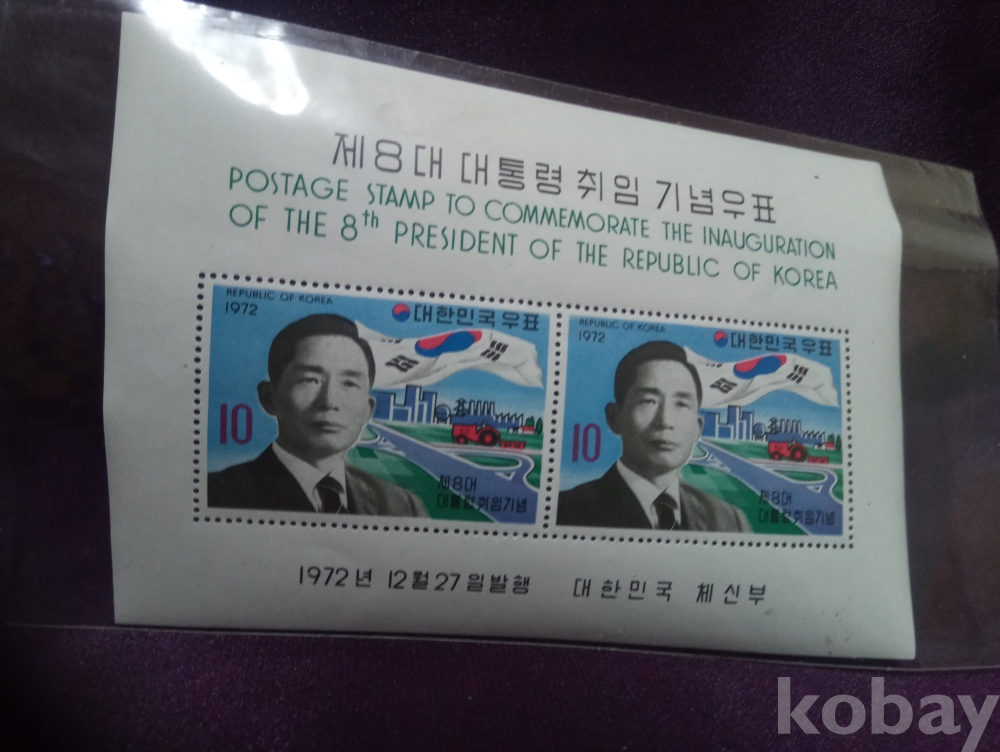 제8대 대통령 취임 기념우표
POSTAGE STAMP TO COMMEMORATE THE INAUGURATION
OF THE 8th PRESIDENT OF THE REPUBLIC OF KOREA
REPUBLIC OF KOREA
1972
대한민국우표
10
제8대
대통령취임기념
REPUBLIC OF KOREA
1972
대한민국우표
10
제8대
대통령취임기념
1972년 12월 27일발행 대한민국 체신부
kobay